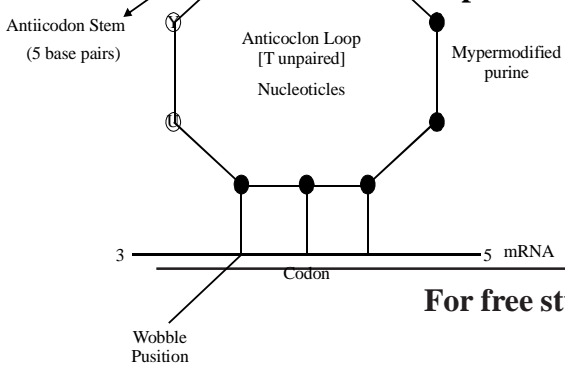 Antiicodon Stem
(5 base pairs)
Y
Anticoclon Loop
[T unpaired]
Nucleoticles
Mypermodified
purine
U
3
5 mRNA
Codon
For free st
Wobble
Pusition